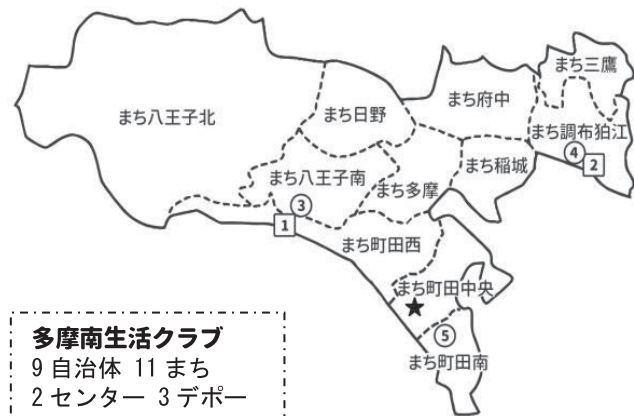 まち三鷹
まち八王子北
まち日野
まち府中
まち調布狛江
④
2
まち八王子南
まち多摩
まち稲城
③
1
まち町田西
まち町田中央
★
⑤
まち町田南
多摩南生活クラブ
9 自治体 11 まち
2 センター 3 デポー